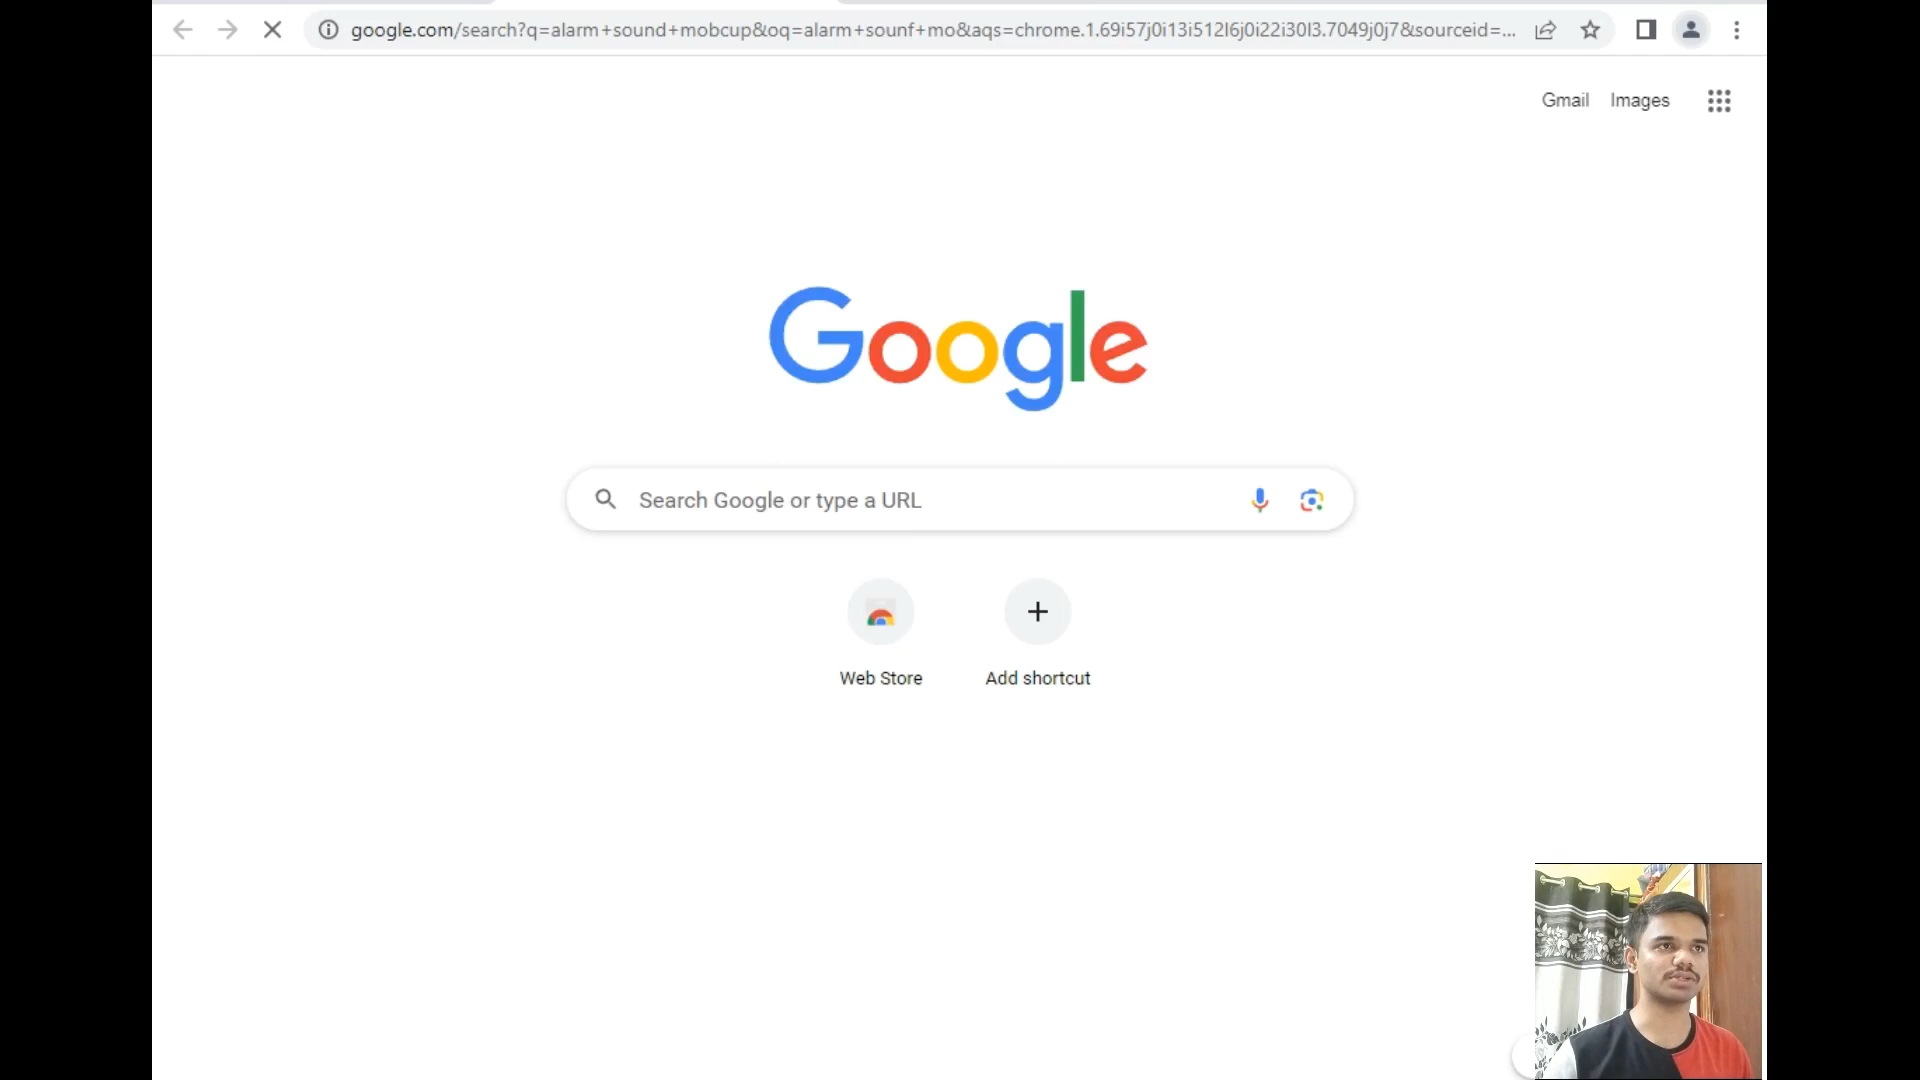 google.com/search?q=alarm+sound+mobcup&oq=alarm+sounf+mo&aqs=chrome.1.69i57j0i13i512l6j0i22i30l3.7049j0j7&sourceid=...
Gmail Images
Google
Search Google or type a URL
Web Store Add shortcut